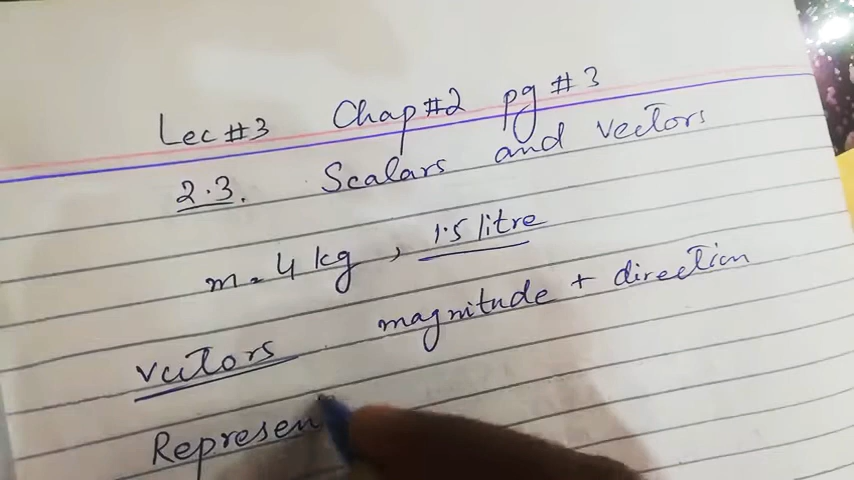 Lec #3 Chap #2 pg #3
2.3. Scalars and vectors
m = 4 kg , 1.5 litre
vectors magnitude + direction
Represen